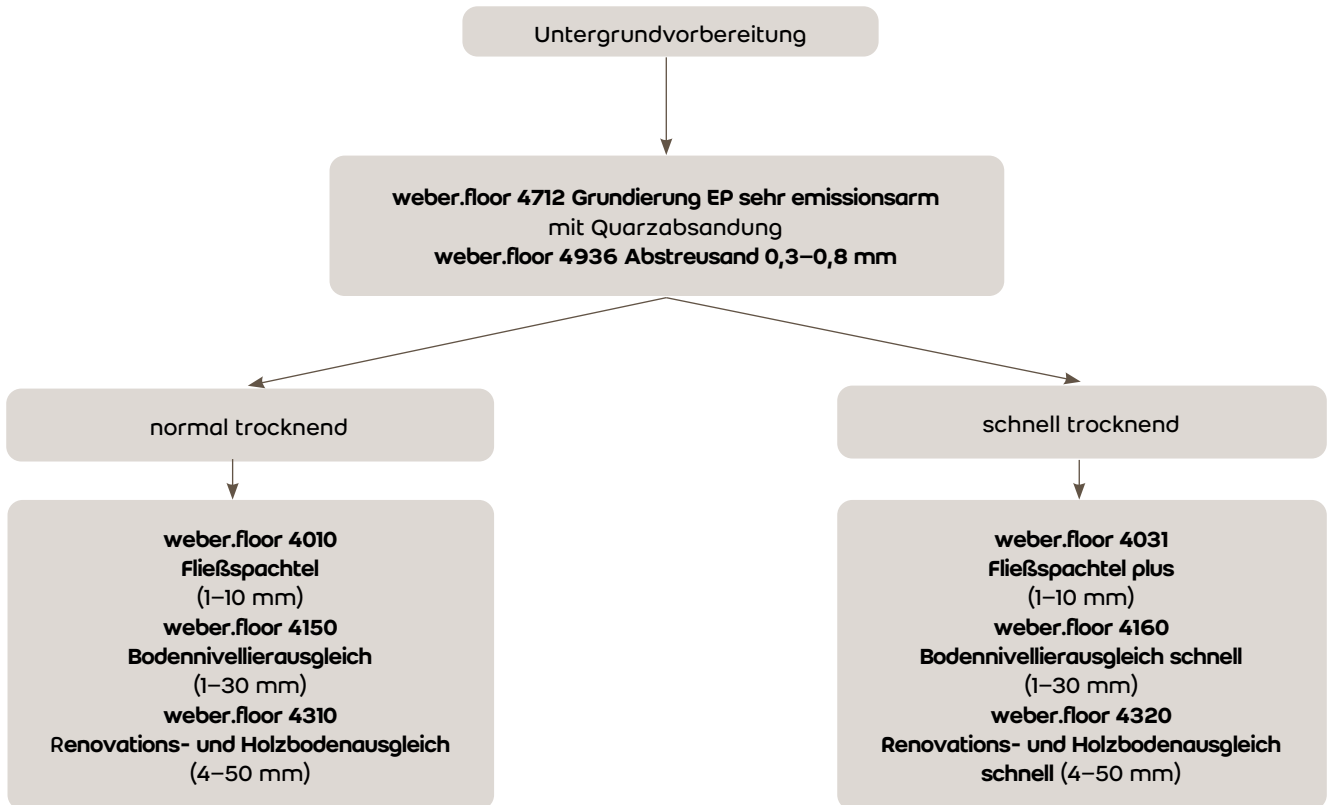 Untergrundvorbereitung
weber.floor 4712 Grundierung EP sehr emissionsarm
mit Quarzabsandung
weber.floor 4936 Abstreusand 0,3–0,8 mm
normal trocknend
schnell trocknend
weber.floor 4010
Fließspachtel
(1–10 mm)
weber.floor 4150
Bodennivellierausgleich
(1–30 mm)
weber.floor 4310
Renovations- und Holzbodenausgleich
(4–50 mm)
weber.floor 4031
Fließspachtel plus
(1–10 mm)
weber.floor 4160
Bodennivellierausgleich schnell
(1–30 mm)
weber.floor 4320
Renovations- und Holzbodenausgleich
schnell (4–50 mm)